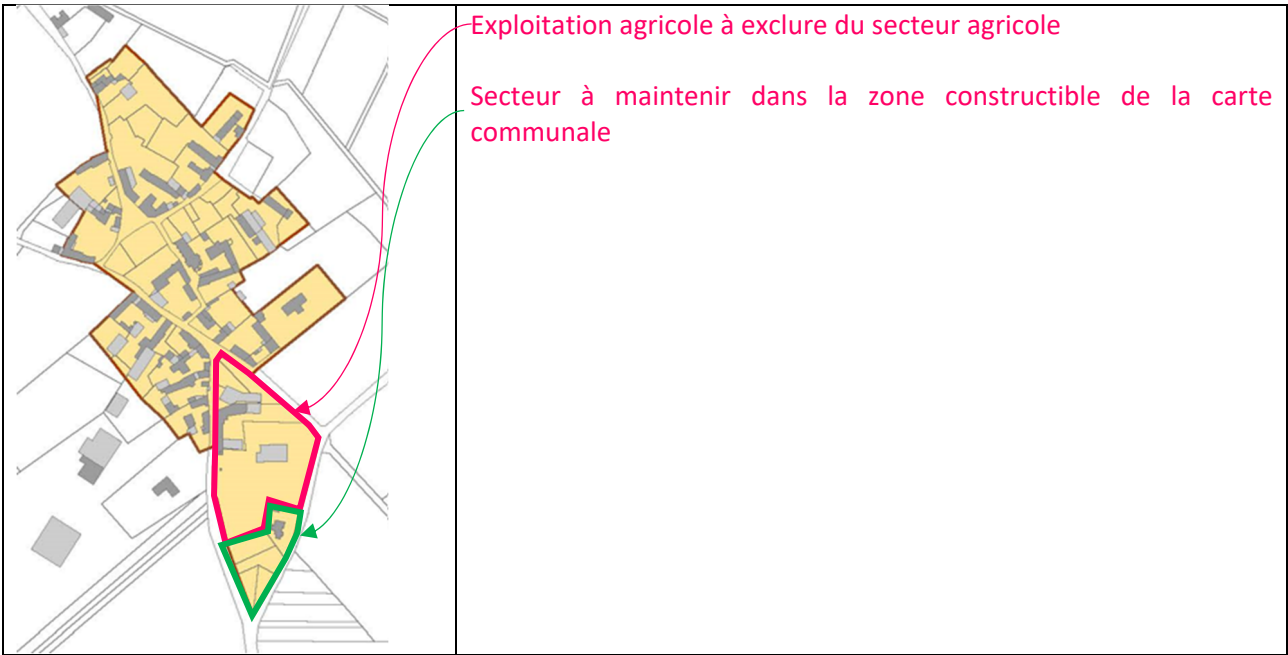 Exploitation agricole à exclure du secteur agricole
Secteur à maintenir dans la zone constructible de la carte
communale